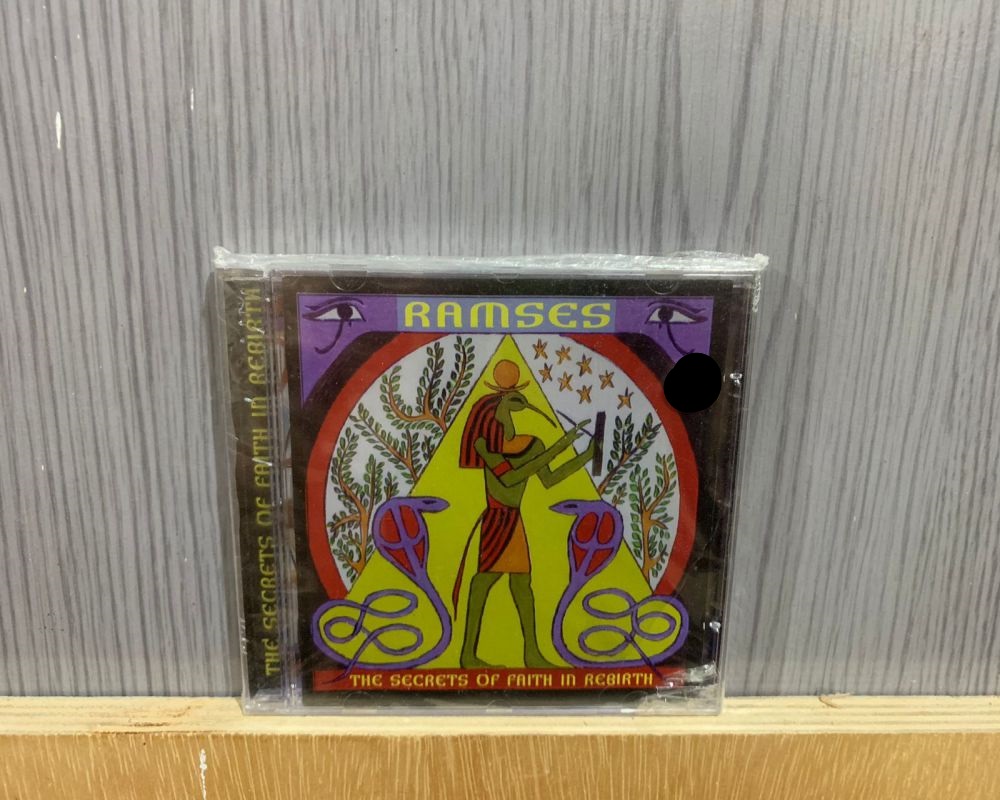 RAMSES
THE SECRETS OF FAITH IN REBIRTH
THE SECRETS OF FAITH IN REBIRTH